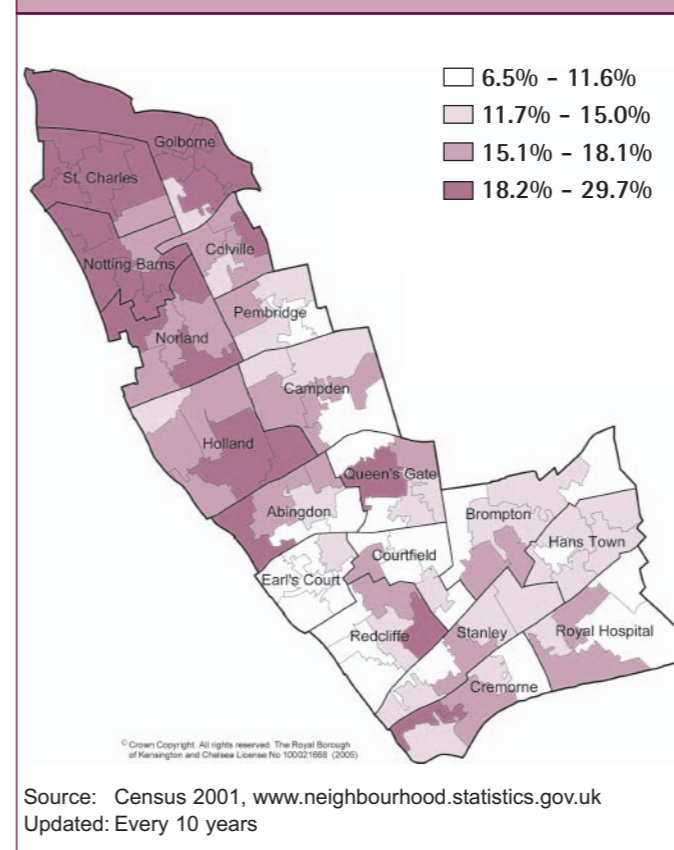 6.5% - 11.6%
11.7% - 15.0%
15.1% - 18.1%
18.2% - 29.7%
Golborne
St. Charles
Colville
Notting Barns
Pembridge
Norland
Campden
Holland
Queen's Gate
Abingdon
Brompton
Hans Town
Courtfield
Earl's Court
Redcliffe
Stanley
Royal Hospital
Cremorne
© Crown Copyright. All rights reserved. The Royal Borough
of Kensington and Chelsea License No 100021668 (2005)
Source: Census 2001, www.neighbourhood.statistics.gov.uk
Updated: Every 10 years